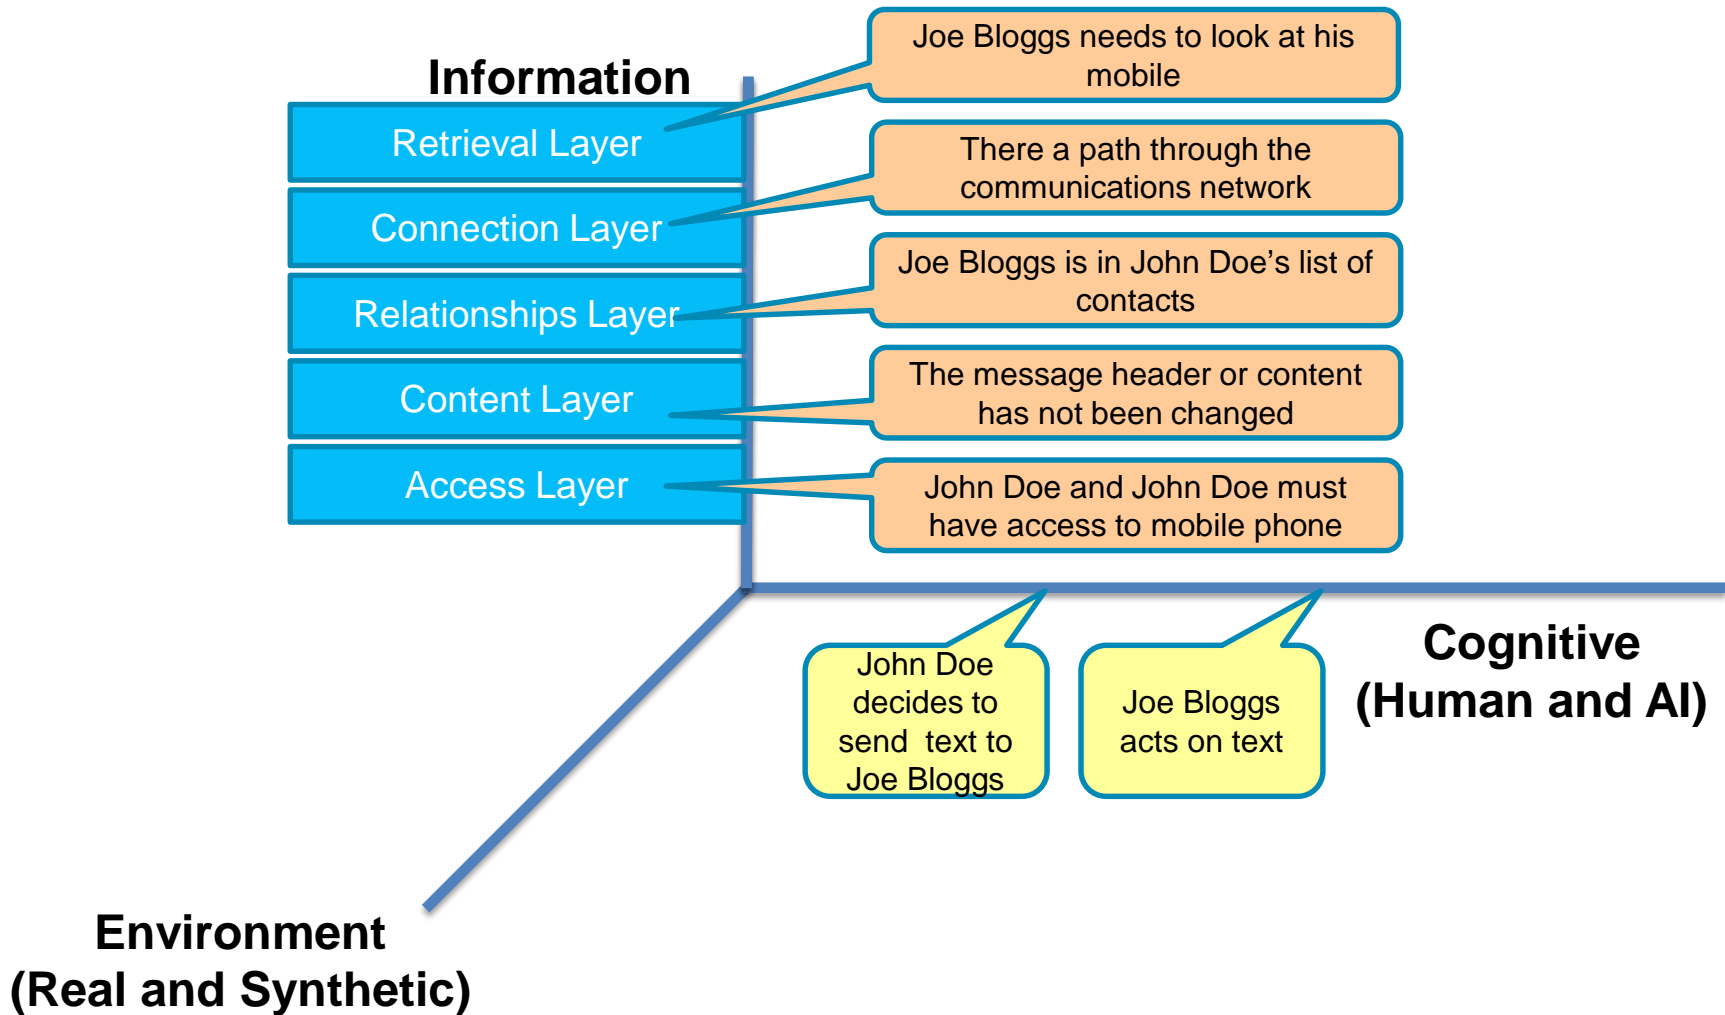 Information
Retrieval Layer
Connection Layer
Relationships Layer
Content Layer
Access Layer
Joe Bloggs needs to look at his
mobile
There a path through the
communications network
Joe Bloggs is in John Doe’s list of
contacts
The message header or content
has not been changed
John Doe and John Doe must
have access to mobile phone
John Doe
decides to
send  text to
Joe Bloggs
Joe Bloggs
acts on text
Cognitive
(Human and AI)
Environment
(Real and Synthetic)